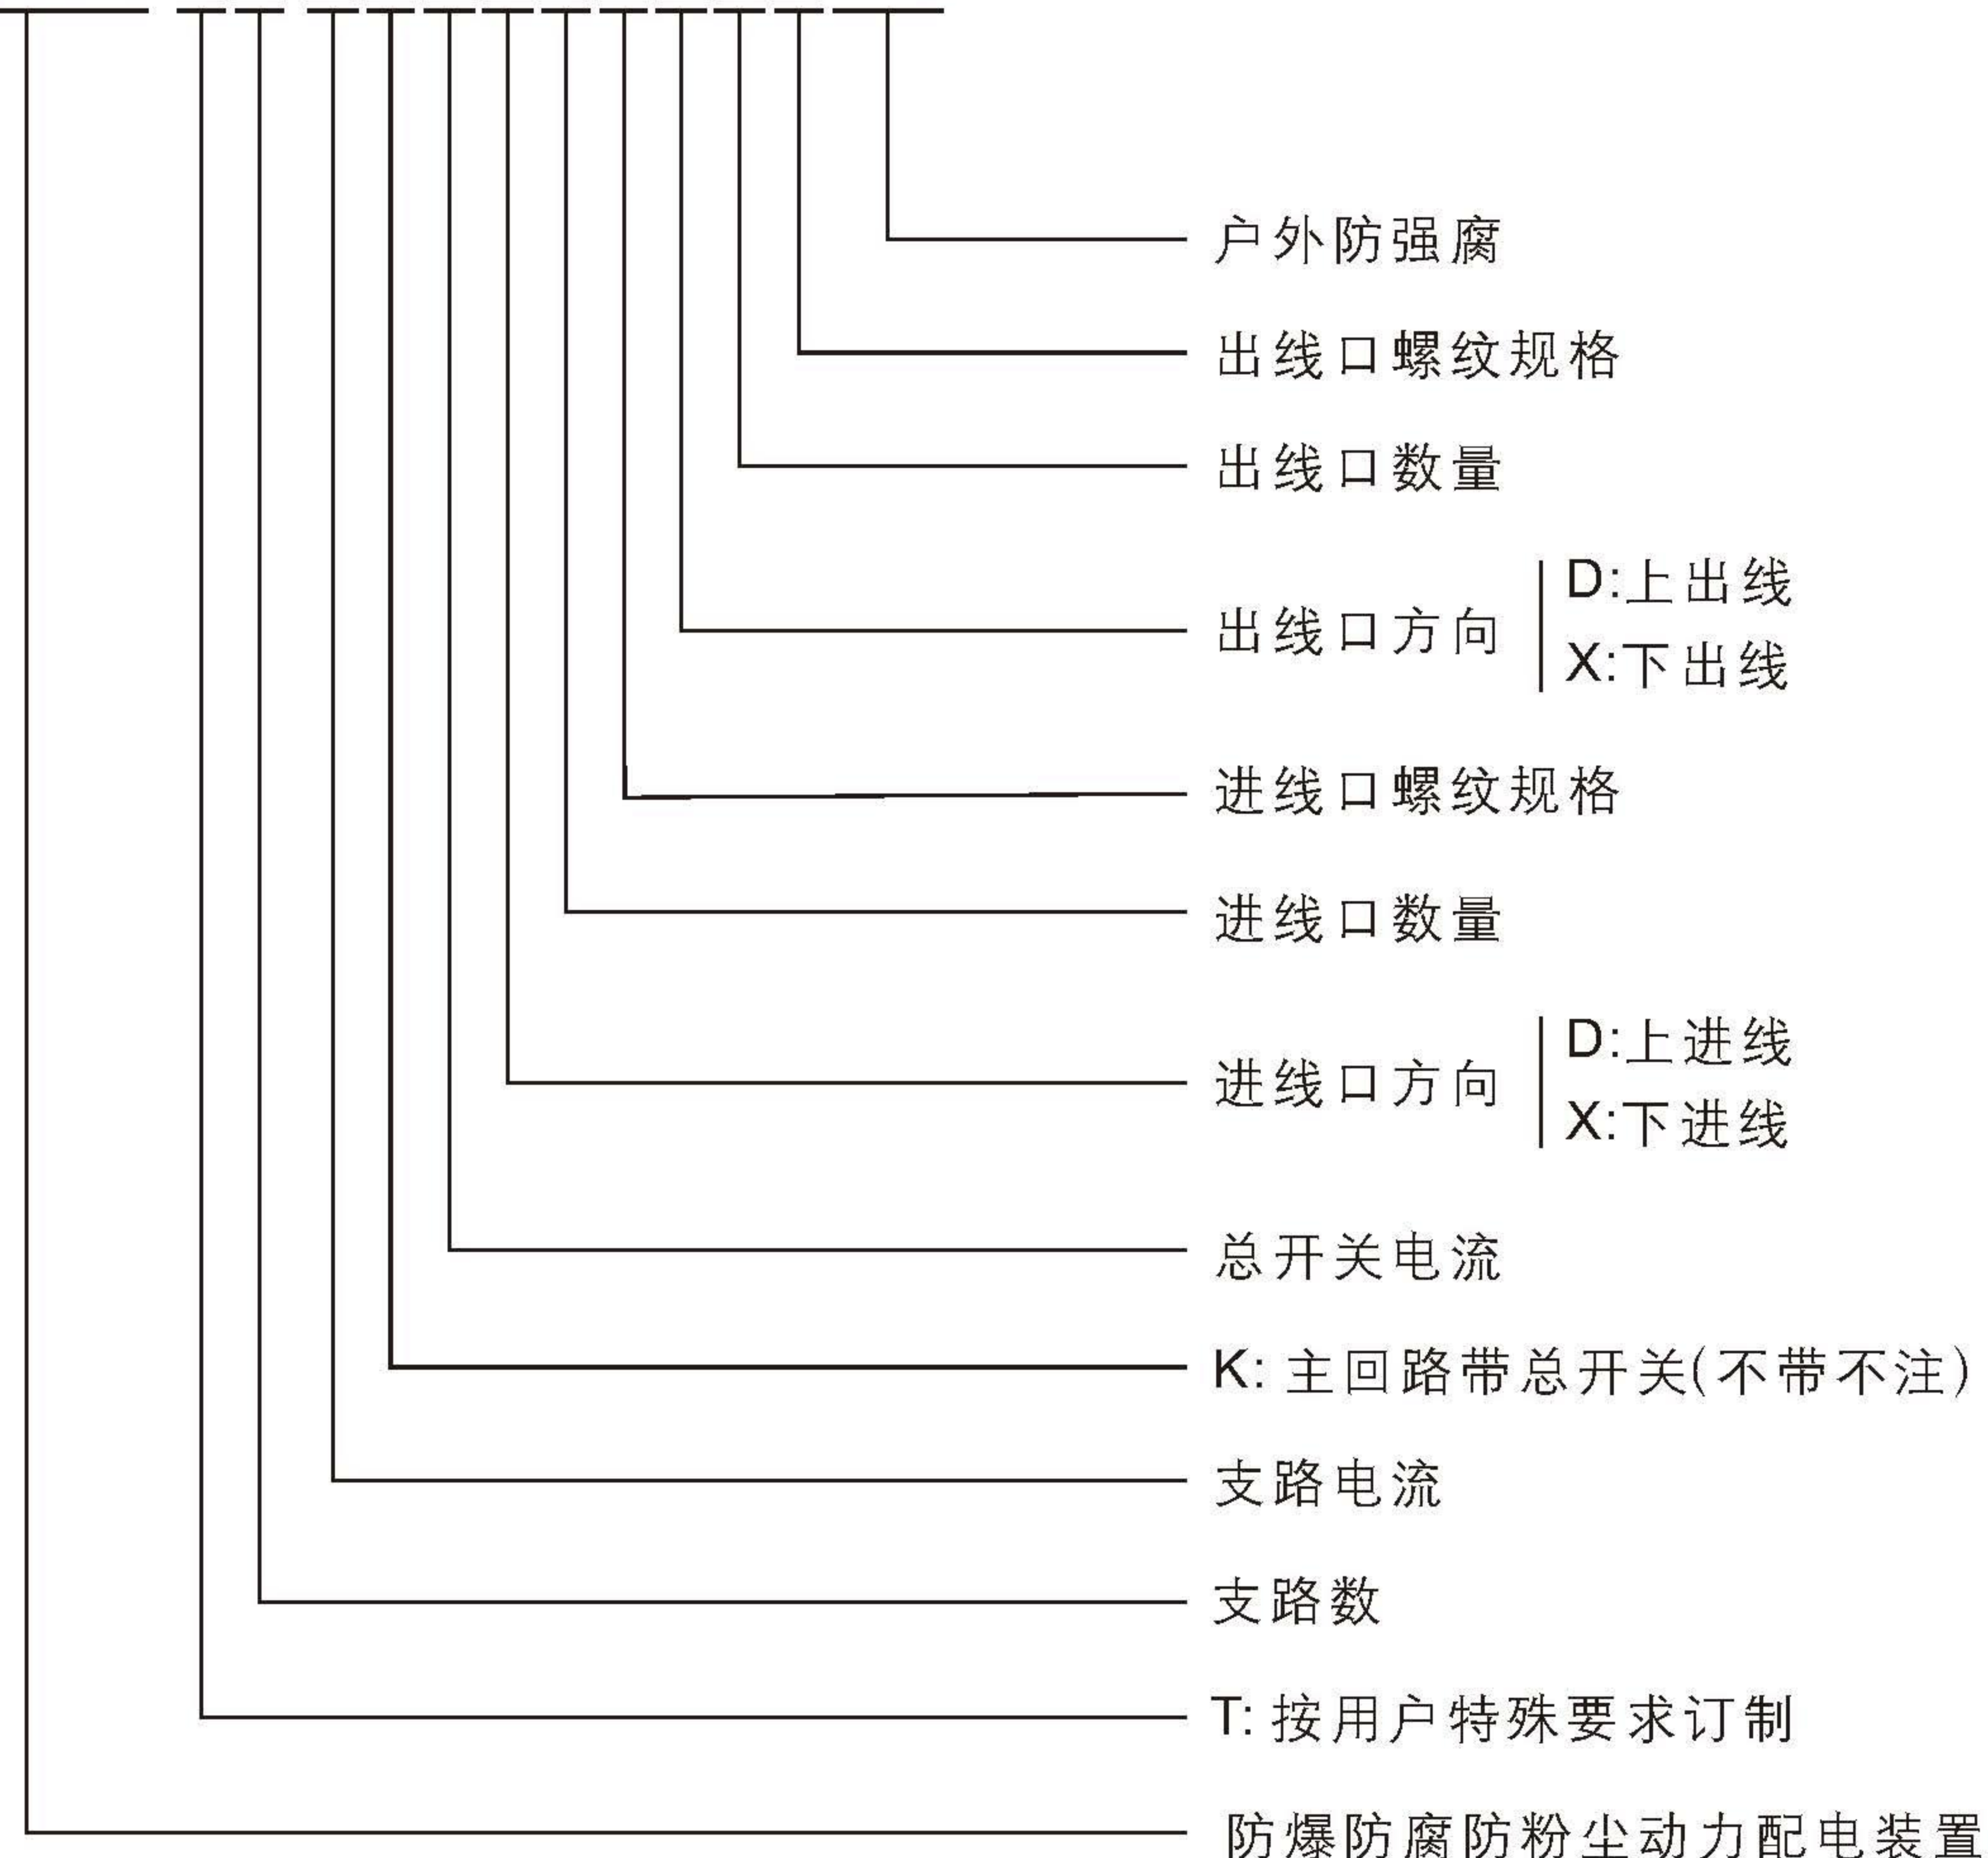 户外防强腐
出线口螺纹规格
出线口数量
出线口方向
D:上出线
X:下出线
进线口螺纹规格
进线口数量
进线口方向
D:上进线
X:下进线
总开关电流
K: 主回路带总开关(不带不注)
支路电流
支路数
T: 按用户特殊要求订制
防爆防腐防粉尘动力配电装置